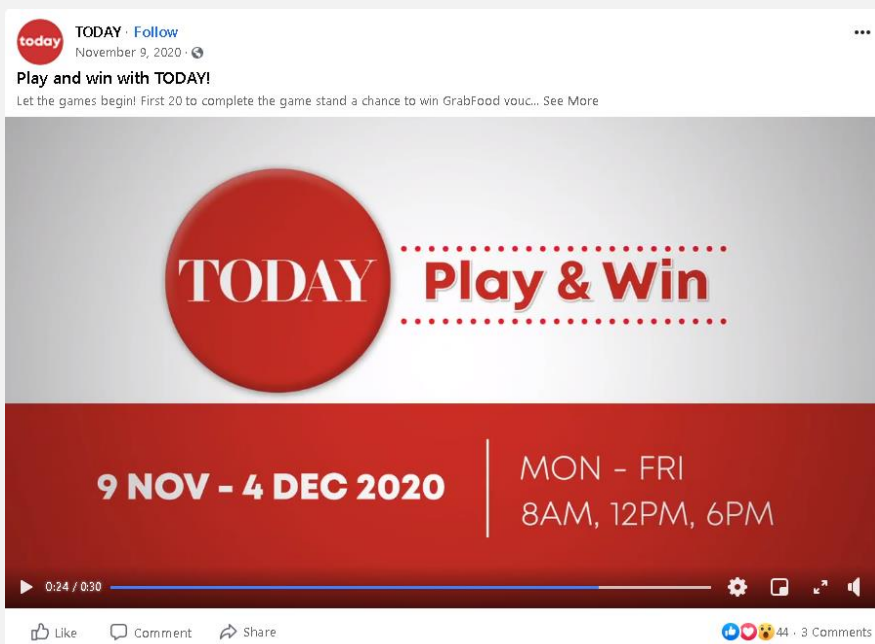 today
TODAY · Follow
November 9, 2020 ·
Play and win with TODAY!
Let the games begin! First 20 to complete the game stand a chance to win GrabFood vouc... See More
TODAY
Play & Win
9 NOV - 4 DEC 2020
MON - FRI
8AM, 12PM, 6PM
0:24 / 0:30
Like
Comment
Share
44 · 3 Comments